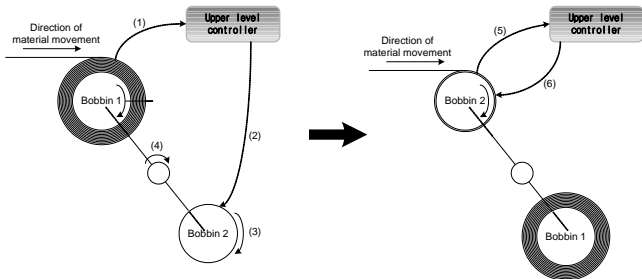 Direction of
material movement
(1)
Upper level
controller
Bobbin 1
(2)
(4)
Bobbin 2
(3)
Direction of
material movement
(5)
Upper level
controller
(6)
Bobbin 2
Bobbin 1